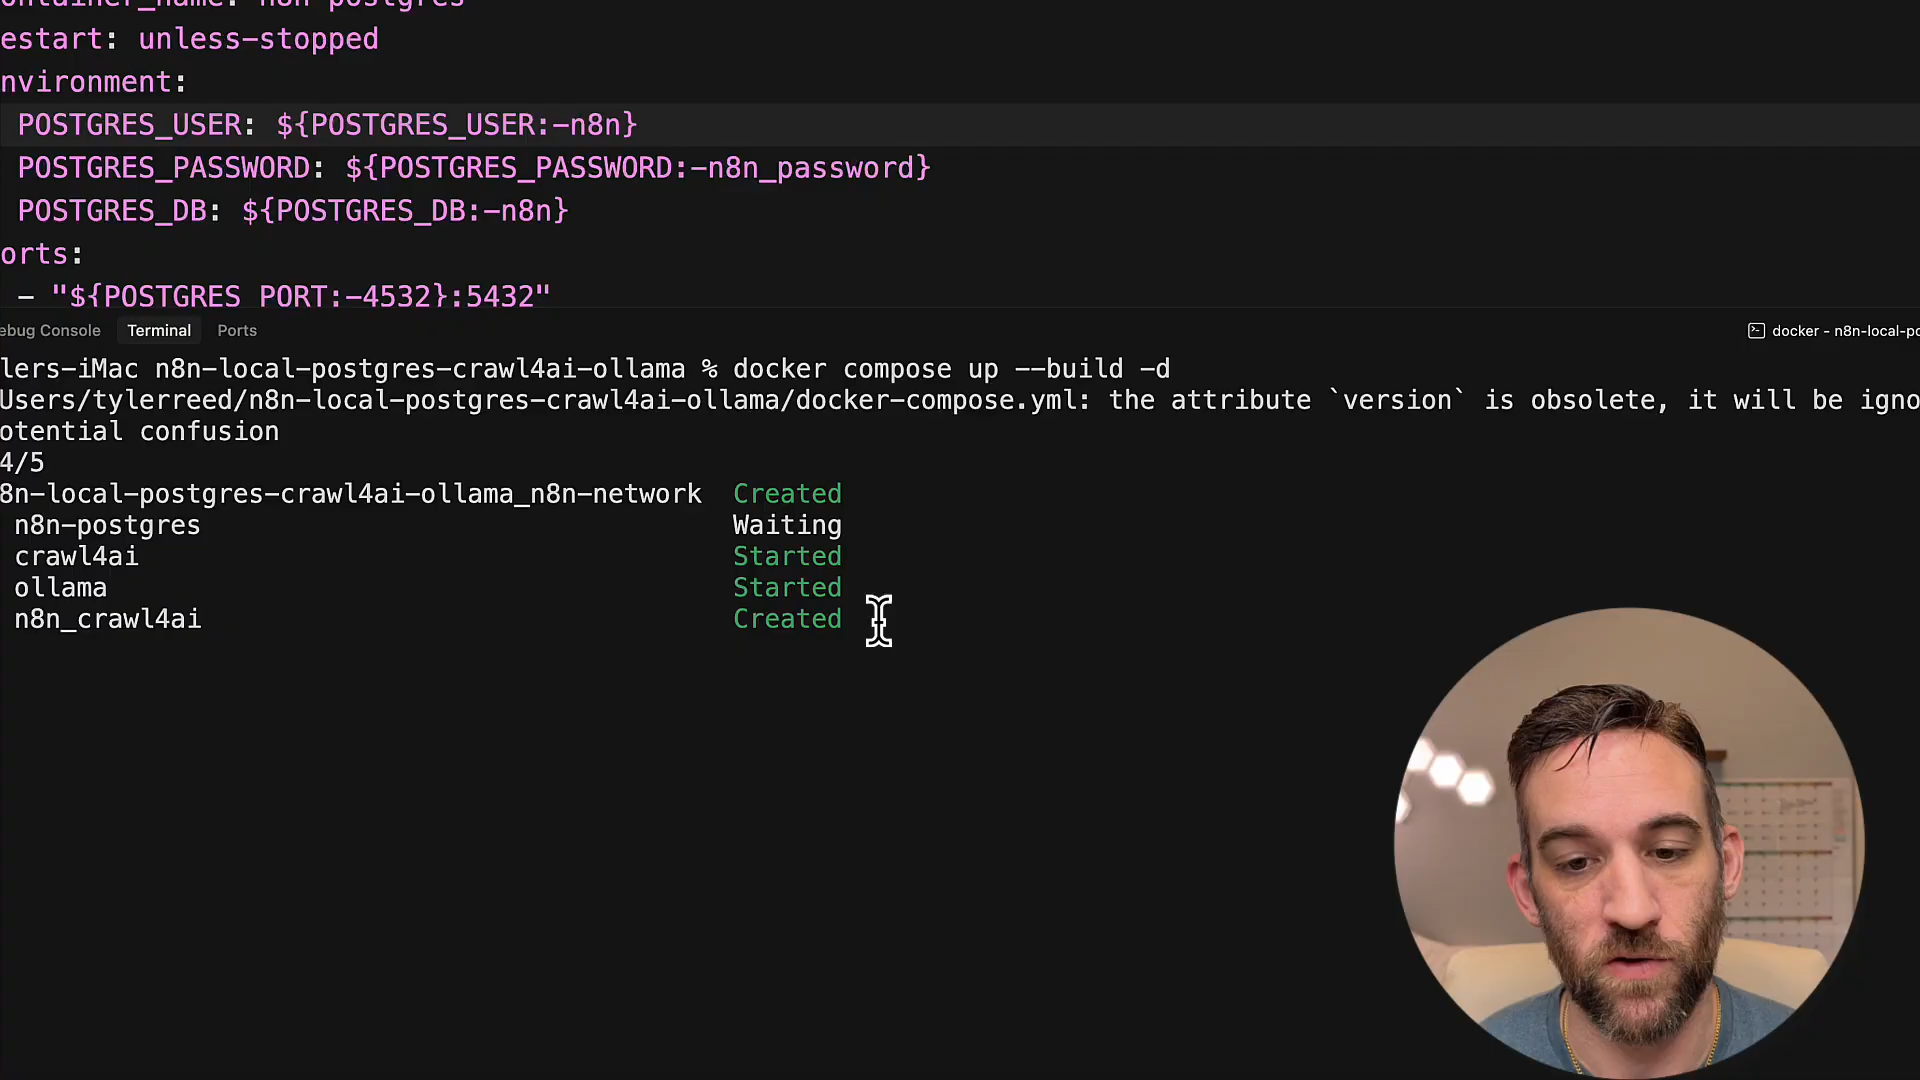 ontainer_name: n8n-postgres
estart: unless-stopped
nvironment:
POSTGRES_USER: ${POSTGRES_USER:-n8n}
POSTGRES_PASSWORD: ${POSTGRES_PASSWORD:-n8n_password}
POSTGRES_DB: ${POSTGRES_DB:-n8n}
orts:
- "${POSTGRES_PORT:-4532}:5432"
ebug Console Terminal Ports docker - n8n-local-po
lers-iMac n8n-local-postgres-crawl4ai-ollama % docker compose up --build -d
Users/tylerreed/n8n-local-postgres-crawl4ai-ollama/docker-compose.yml: the attribute `version` is obsolete, it will be igno
otential confusion
4/5
8n-local-postgres-crawl4ai-ollama_n8n-network Created
n8n-postgres Waiting
crawl4ai Started
ollama Started
n8n_crawl4ai Created